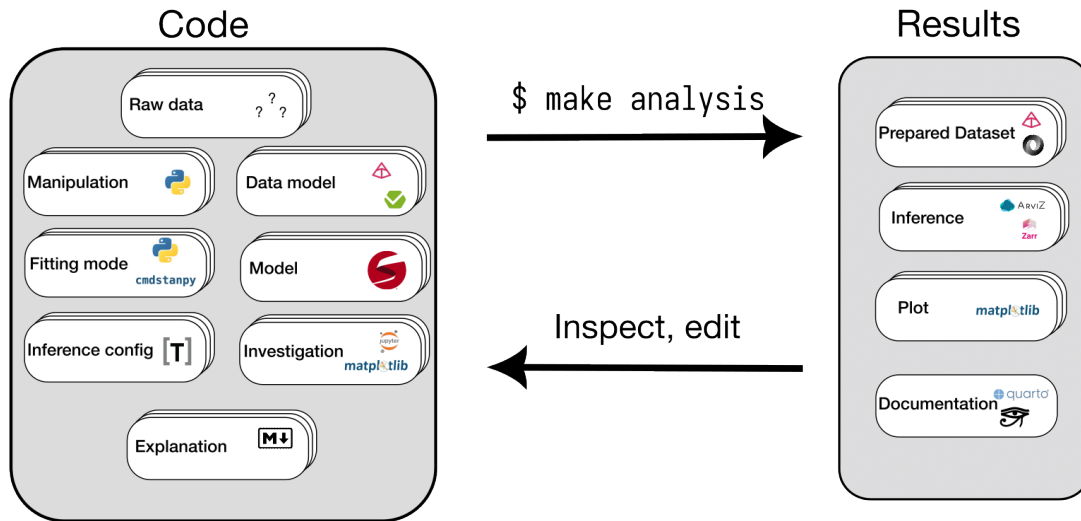 Code
Results
Raw data
? ? ?
$ make analysis
Prepared Dataset
Manipulation
Data model
Inference
ARVIZ
Zarr
Fitting mode
cmdstanpy
Model
Inference config
[T]
Investigation
jupyter
matplotlib
Inspect, edit
Plot
matplotlib
Documentation
quarto
Explanation
M